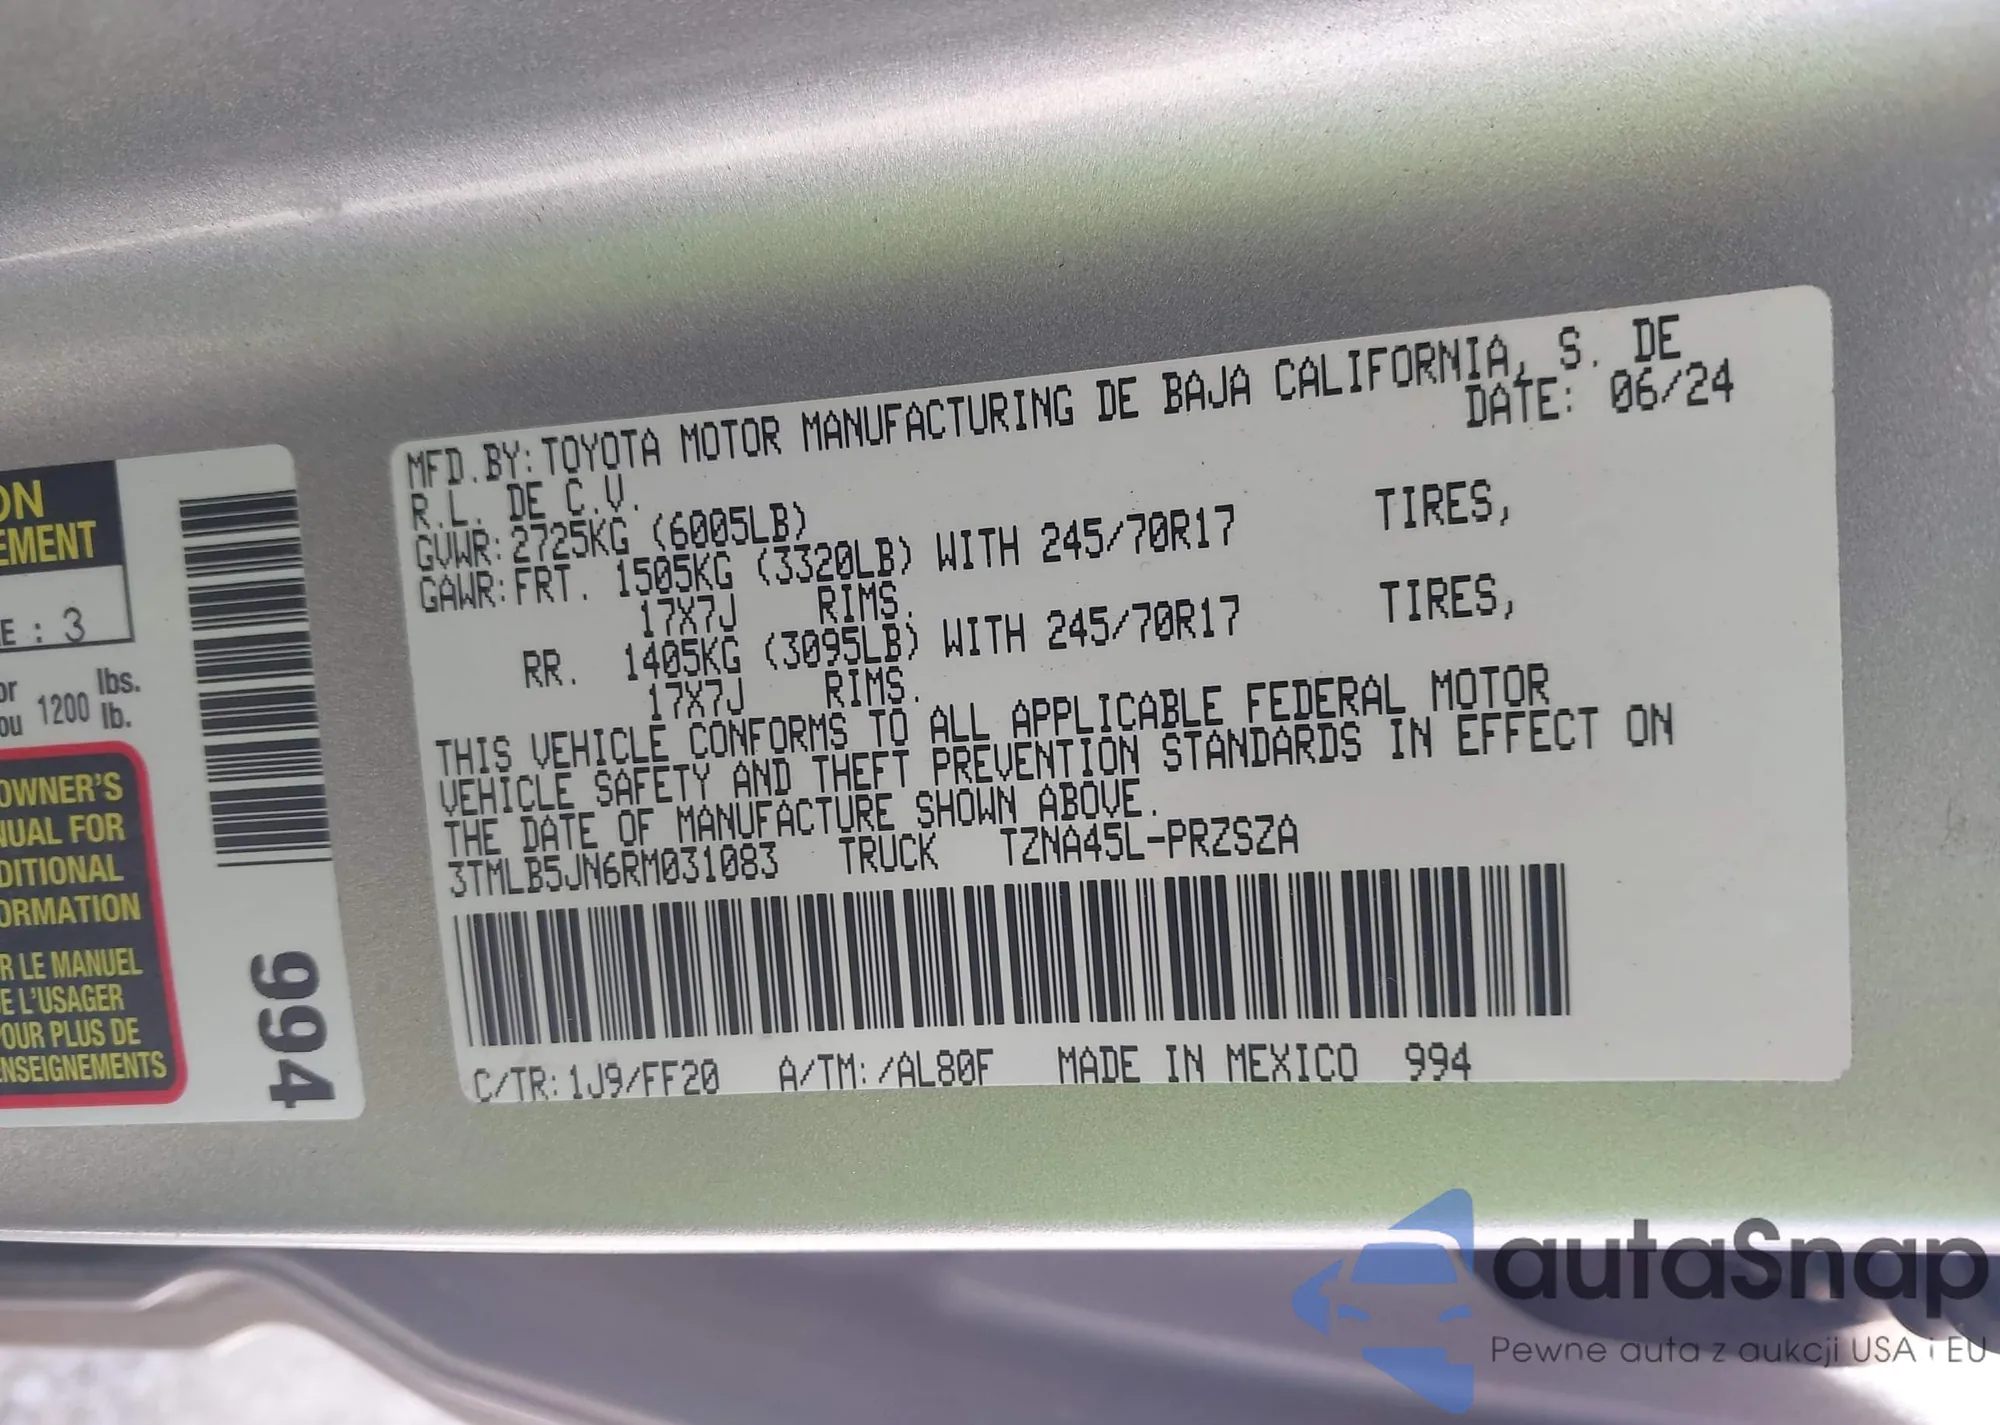 MFD.BY:TOYOTA MOTOR MANUFACTURING DE BAJA CALIFORNIA, S. DE
R.L. DE C.V. DATE: 06/24
GVWR:2725KG (6005LB)
GAWR:FRT. 1505KG (3320LB) WITH 245/70R17 TIRES,
17X7J RIMS.
RR. 1405KG (3095LB) WITH 245/70R17 TIRES,
17X7J RIMS.
THIS VEHICLE CONFORMS TO ALL APPLICABLE FEDERAL MOTOR
VEHICLE SAFETY AND THEFT PREVENTION STANDARDS IN EFFECT ON
THE DATE OF MANUFACTURE SHOWN ABOVE.
3TMLB5JN6RM031083 TRUCK TZNA45L-PRZSZA
C/TR:1J9/FF20 A/TM:/AL80F MADE IN MEXICO 994
ON
EMENT
E : 3
or 1200 lbs.
ou lb.
OWNER'S
NUAL FOR
DITIONAL
ORMATION
R LE MANUEL
E L'USAGER
POUR PLUS DE
ENSEIGNEMENTS
994
autaSnap
Pewne auta z aukcji USA i EU